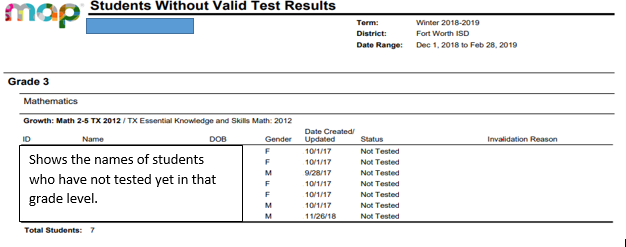 map Students Without Valid Test Results
Term: Winter 2018-2019
District: Fort Worth ISD
Date Range: Dec 1, 2018 to Feb 28, 2019
Grade 3
Mathematics
Growth: Math 2-5 TX 2012 / TX Essential Knowledge and Skills Math: 2012
ID Name DOB Gender Date Created/ Updated Status Invalidation Reason
Shows the names of students
who have not tested yet in that
grade level.
F 10/1/17 Not Tested
F 10/1/17 Not Tested
M 9/28/17 Not Tested
F 10/1/17 Not Tested
F 10/1/17 Not Tested
M 10/1/17 Not Tested
M 11/26/18 Not Tested
Total Students: 7